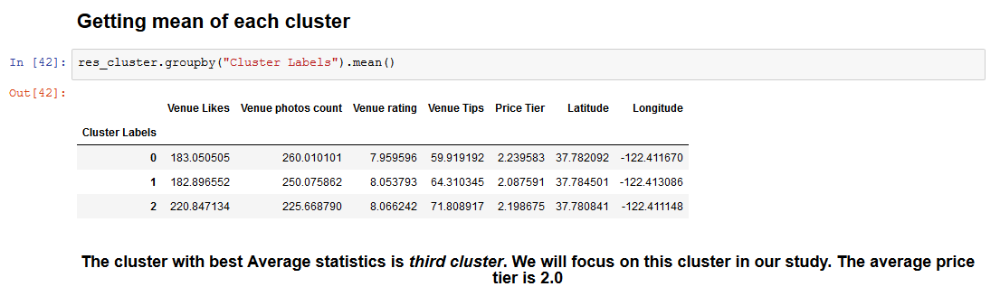 Getting mean of each cluster
In [42]: res_cluster.groupby("Cluster Labels").mean()
Out[42]:
Venue Likes Venue photos count Venue rating Venue Tips Price Tier Latitude Longitude
Cluster Labels
0 183.050505 260.010101 7.959596 59.919192 2.239583 37.782092 -122.411670
1 182.896552 250.075862 8.053793 64.310345 2.087591 37.784501 -122.413086
2 220.847134 225.668790 8.066242 71.808917 2.198675 37.780841 -122.411148
The cluster with best Average statistics is third cluster. We will focus on this cluster in our study. The average price
tier is 2.0